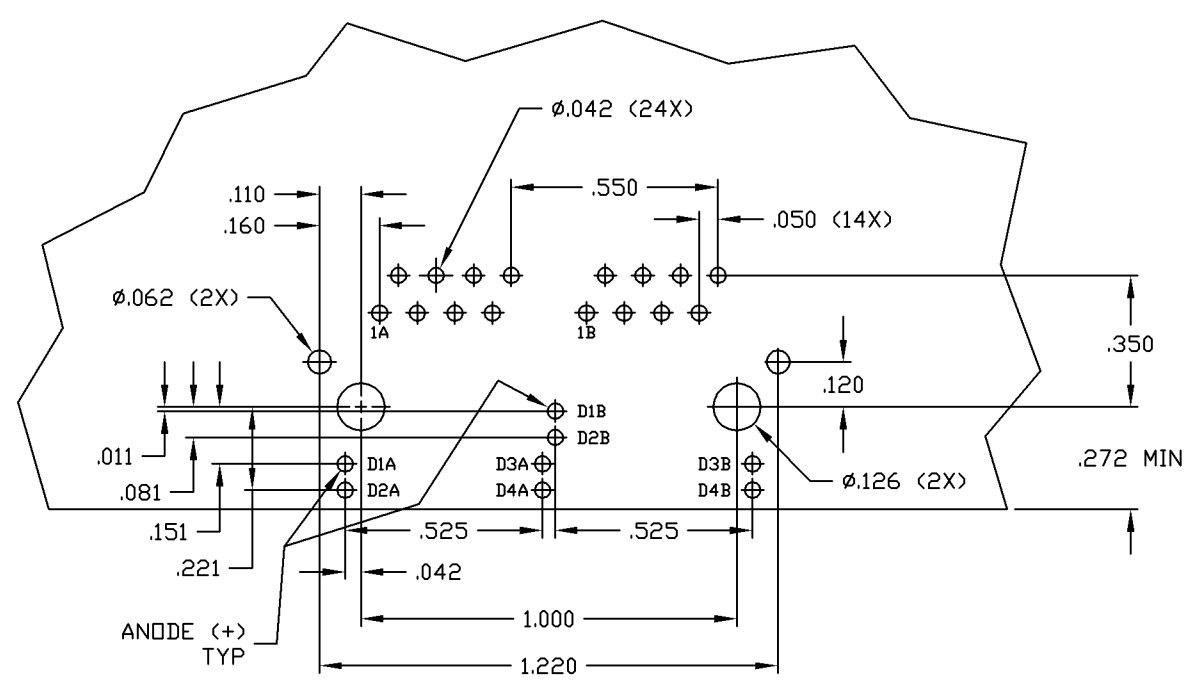 Ø.042 (24X)
.110
.550
.160
.050 (14X)
Ø.062 (2X)
1A
1B
.350
.120
D1B
D2B
.011
D1A
D3A
D3B
.272 MIN
.081
D2A
D4A
D4B
Ø.126 (2X)
.151
.525
.525
.221
.042
1.000
ANODE (+)
TYP
1.220